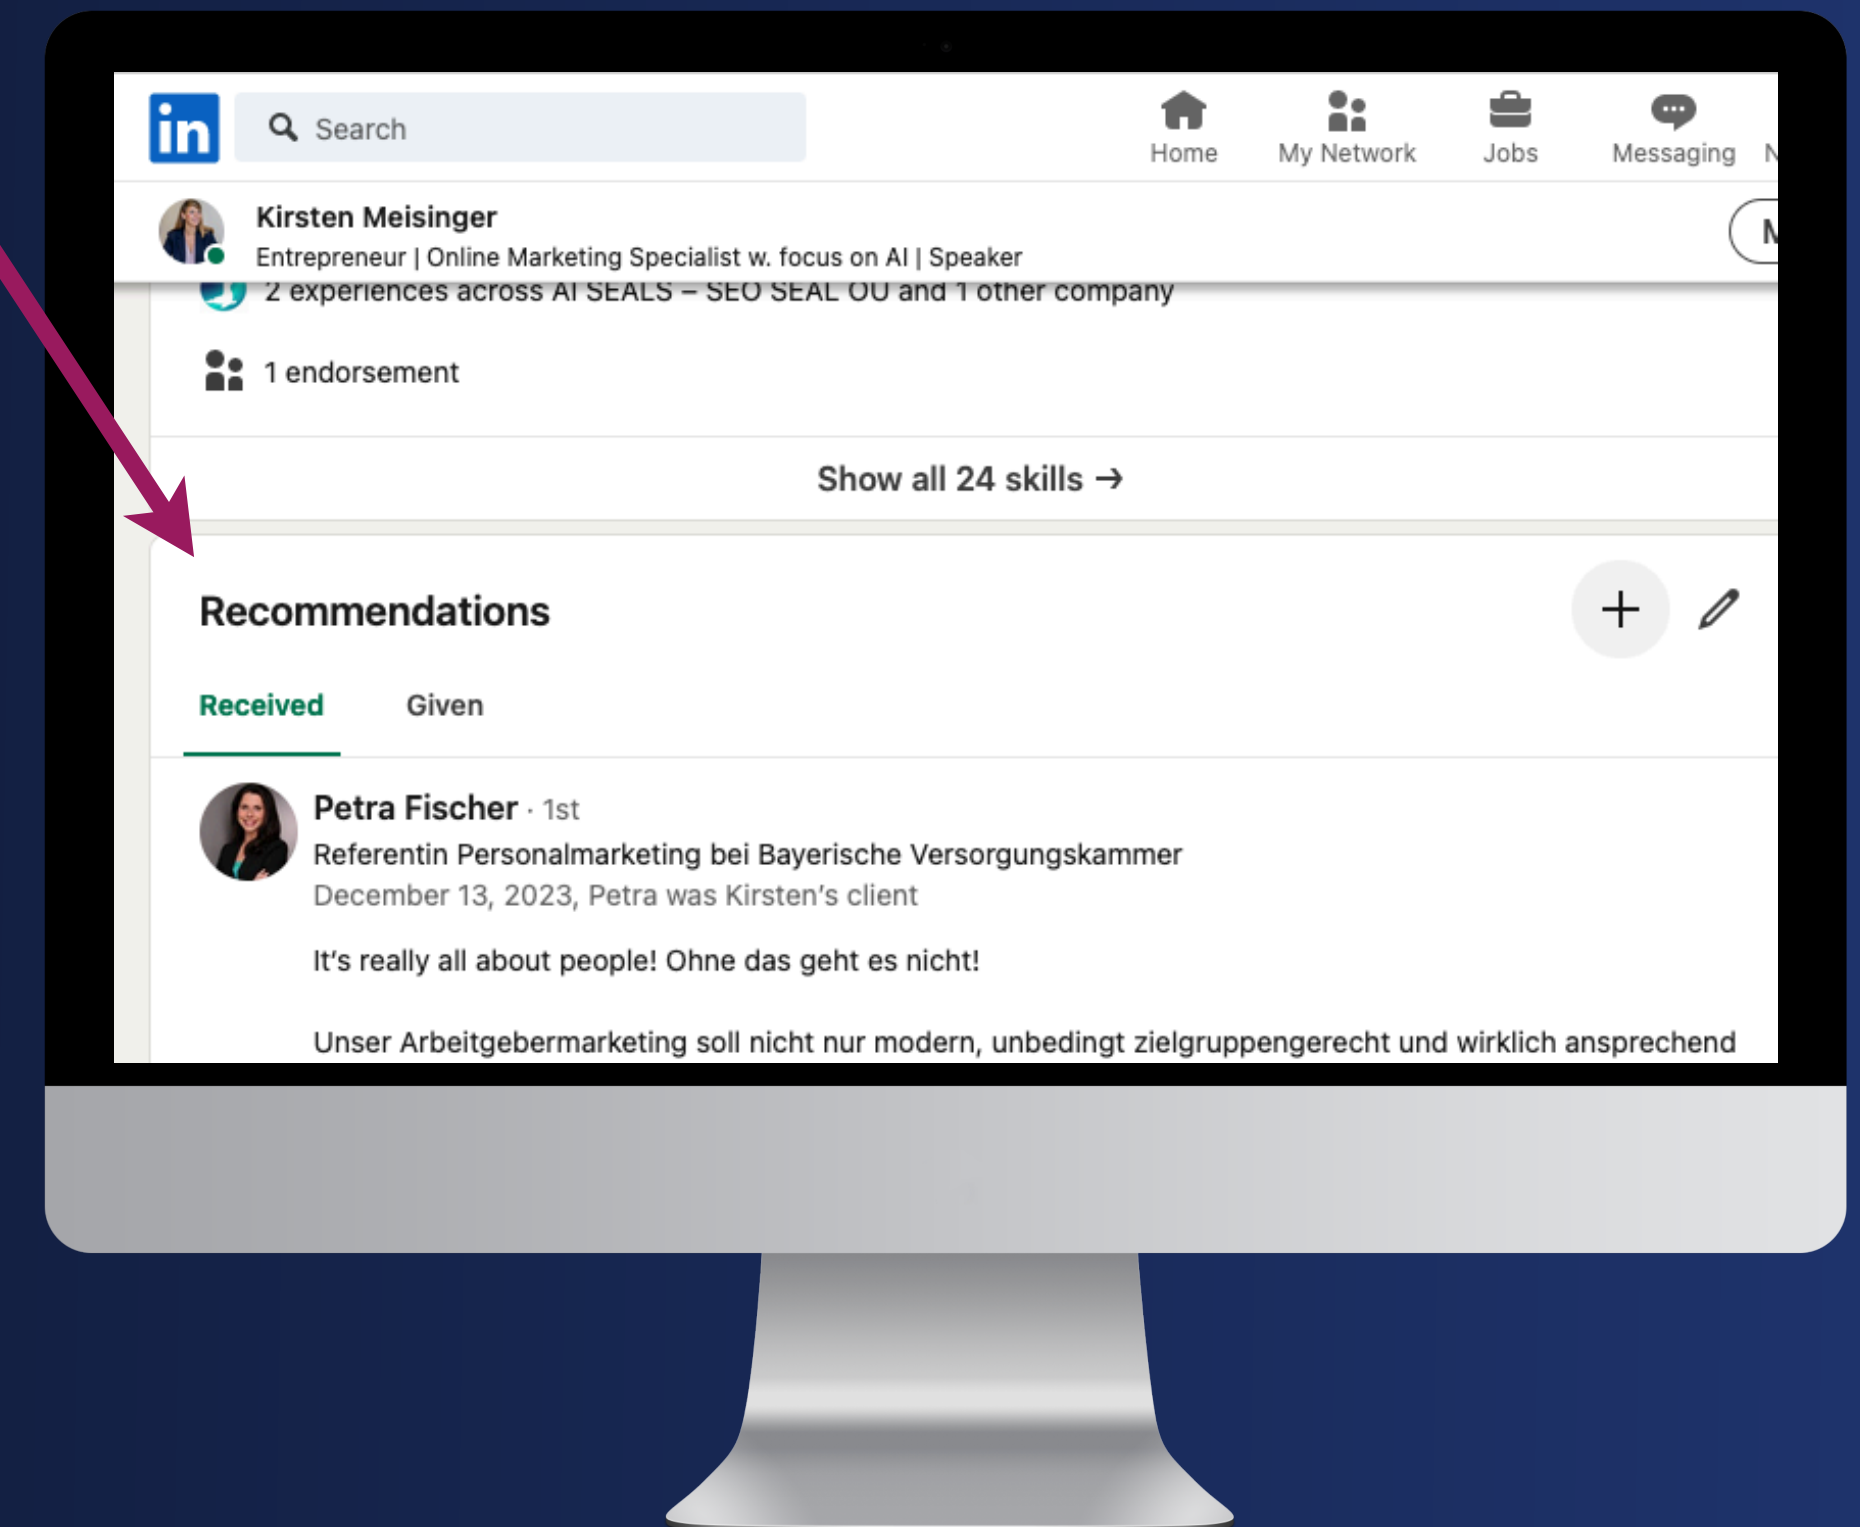 in
Search
Home
My Network
Jobs
Messaging
Kirsten Meisinger
Entrepreneur | Online Marketing Specialist w. focus on AI | Speaker
2 experiences across AI SEALS – SEO SEAL OU and 1 other company
1 endorsement
Show all 24 skills →
Recommendations
Received Given
Petra Fischer · 1st
Referentin Personalmarketing bei Bayerische Versorgungskammer
December 13, 2023, Petra was Kirsten's client
It's really all about people! Ohne das geht es nicht!
Unser Arbeitgebermarketing soll nicht nur modern, unbedingt zielgruppengerecht und wirklich ansprechend